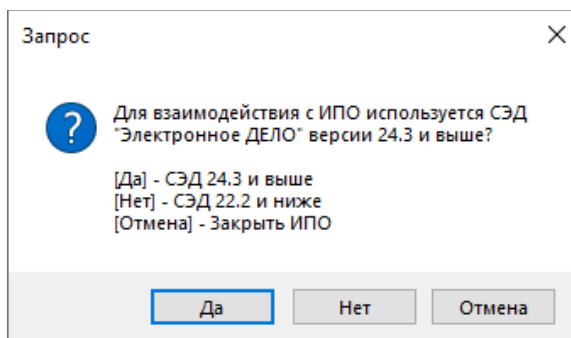 Запрос
Для взаимодействия с ИПО используется СЭД
"Электронное ДЕЛО" версии 24.3 и выше?
[Да] - СЭД 24.3 и выше
[Нет] - СЭД 22.2 и ниже
[Отмена] - Закрыть ИПО
Да Нет Отмена